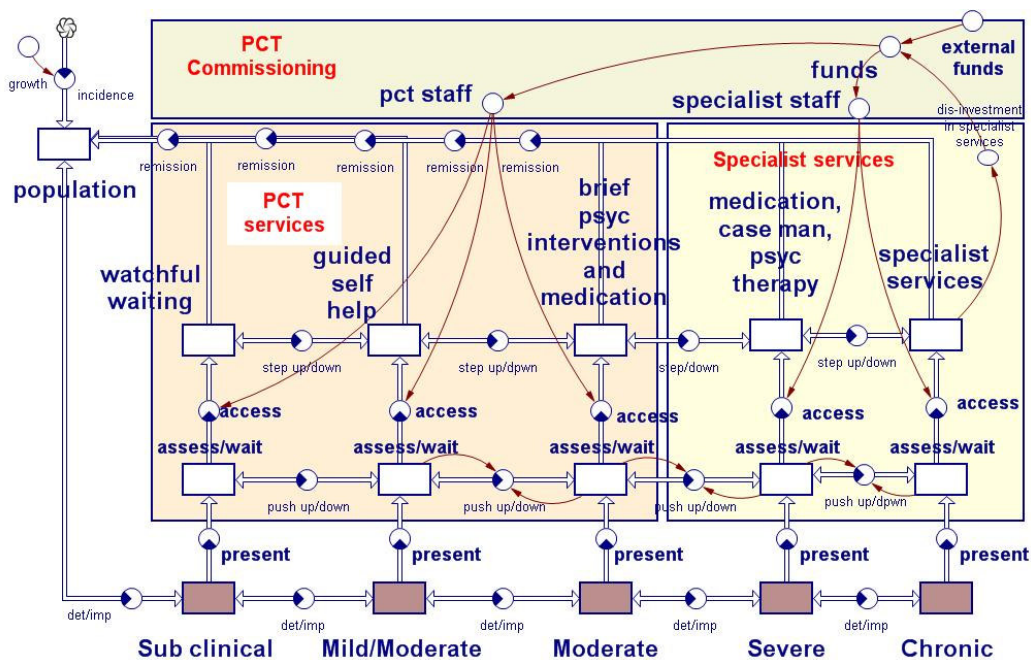 PCT
Commissioning
external
funds
growth
incidence
funds
pct staff
specialist staff
dis-investment
in specialist
services
remission
remission
remission
remission
remission
Specialist services
population
PCT
services
brief
psyc
interventions
and
medication
medication,
case man,
psyc
therapy
guided
self
help
watchful
waiting
specialist
services
step up/down
step up/dpwn
step/down
step up/down
access
access
access
access
access
assess/wait
assess/wait
assess/wait
assess/wait
assess/wait
push up/down
push up/down
push up/down
push up/dpwn
present
present
present
present
present
det/imp
det/imp
det/imp
det/imp
det/imp
Sub clinical
Mild/Moderate
Moderate
Severe
Chronic